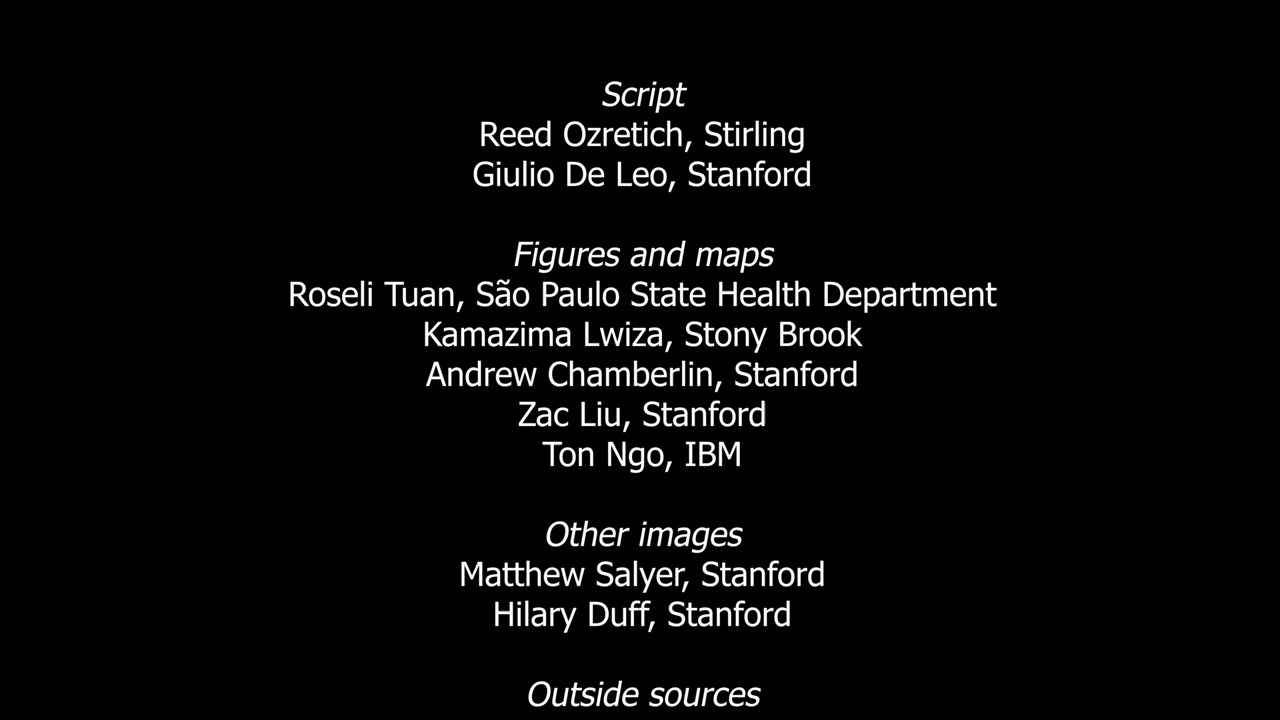 Script
Reed Ozretich, Stirling
Giulio De Leo, Stanford
Figures and maps
Roseli Tuan, São Paulo State Health Department
Kamazima Lwiza, Stony Brook
Andrew Chamberlin, Stanford
Zac Liu, Stanford
Ton Ngo, IBM
Other images
Matthew Salyer, Stanford
Hilary Duff, Stanford
Outside sources